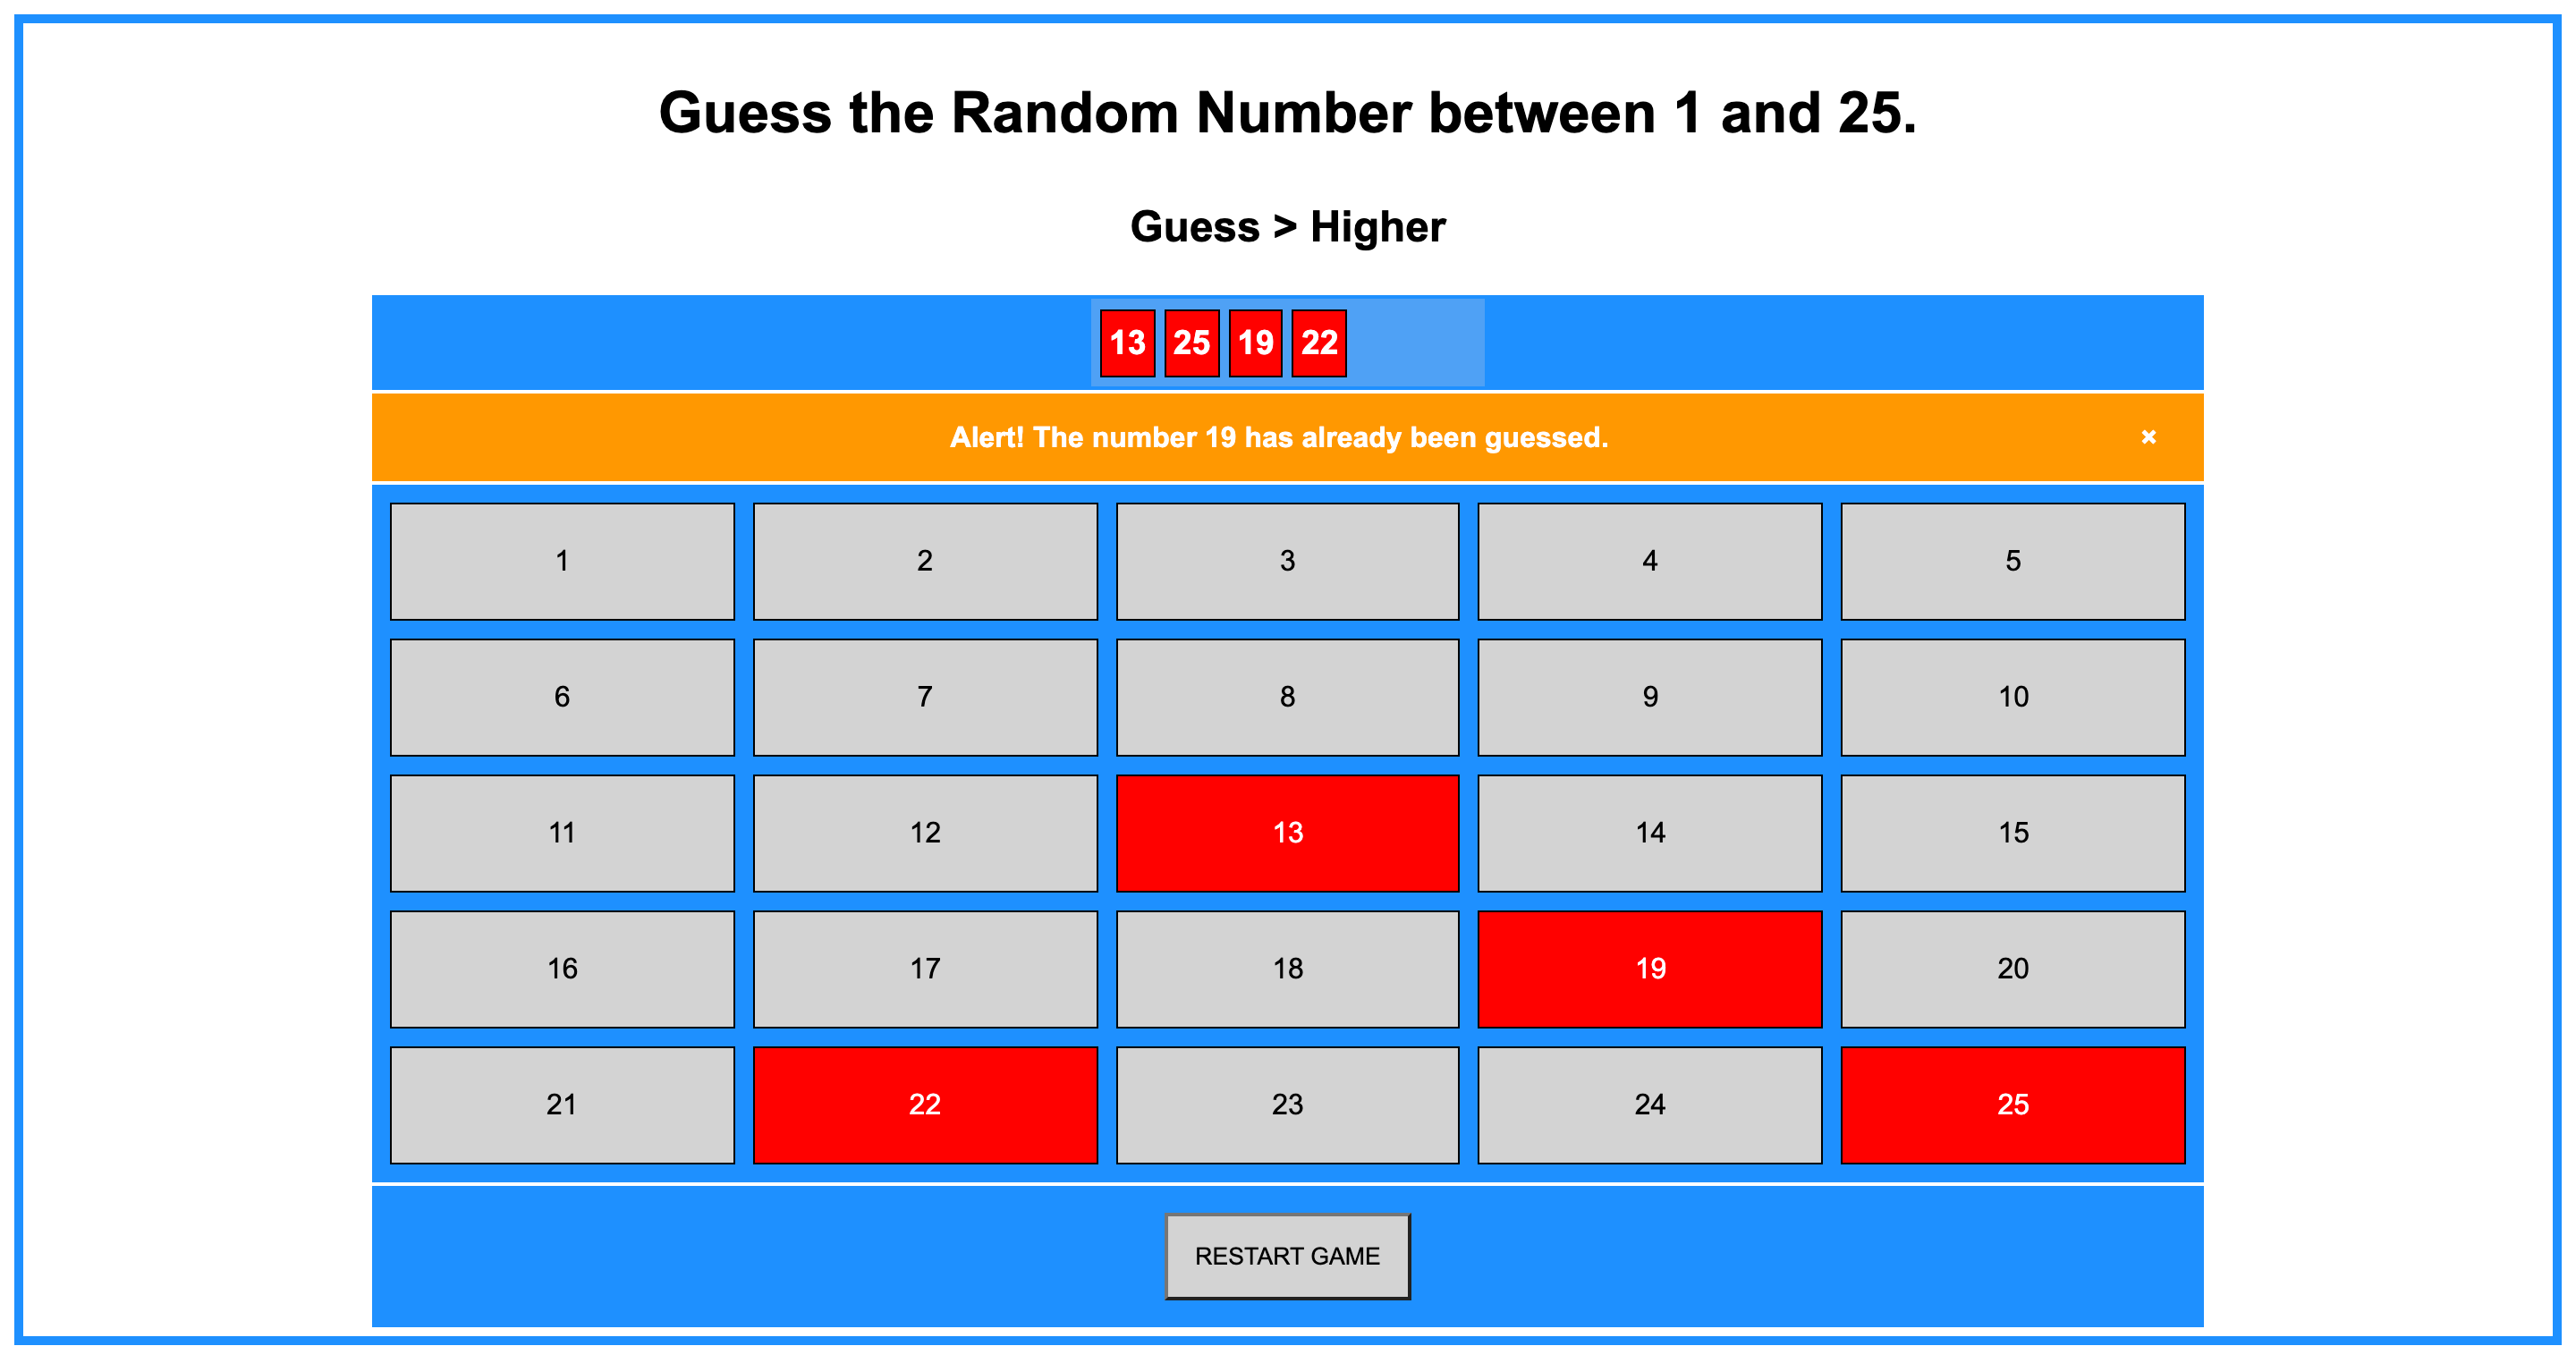 Guess the Random Number between 1 and 25.
Guess > Higher
13 25 19 22
Alert! The number 19 has already been guessed. ×
1 2 3 4 5
6 7 8 9 10
11 12 13 14 15
16 17 18 19 20
21 22 23 24 25
RESTART GAME